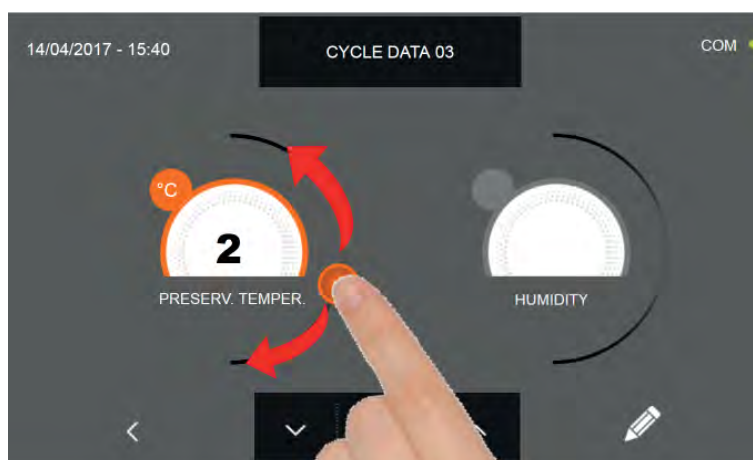 14/04/2017 - 15:40
CYCLE DATA 03
COM
°C
2
PRESERV. TEMPER.
HUMIDITY